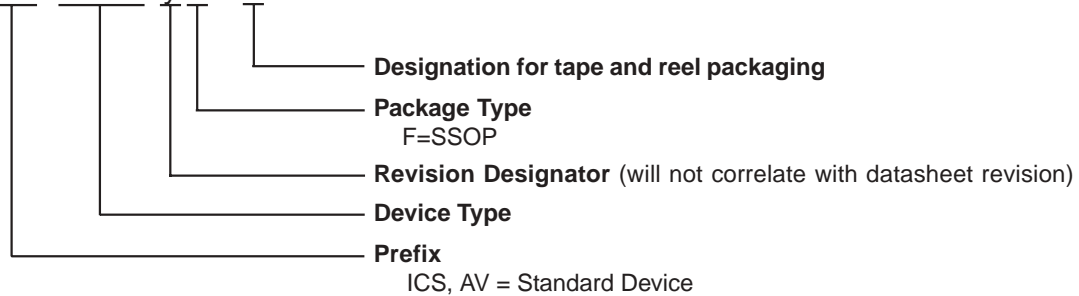 Designation for tape and reel packaging
Package Type
F=SSOP
Revision Designator (will not correlate with datasheet revision)
Device Type
Prefix
ICS, AV = Standard Device